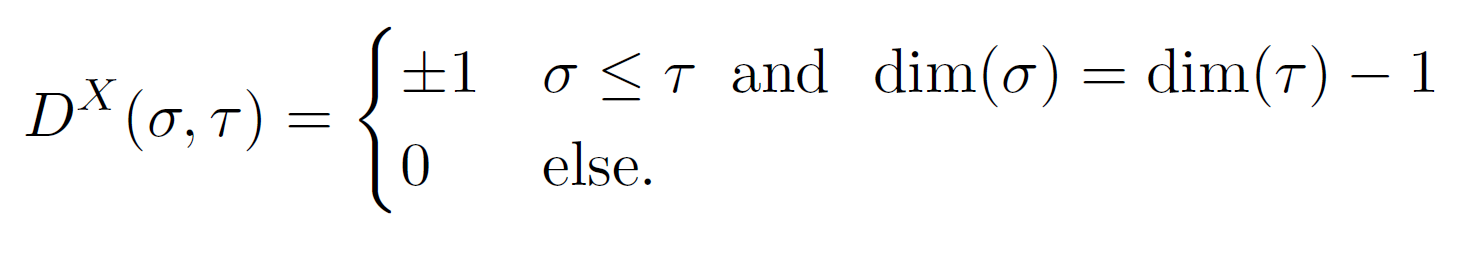 D^X(σ, τ) = { ±1 σ ≤ τ and dim(σ) = dim(τ) − 1
0 else.